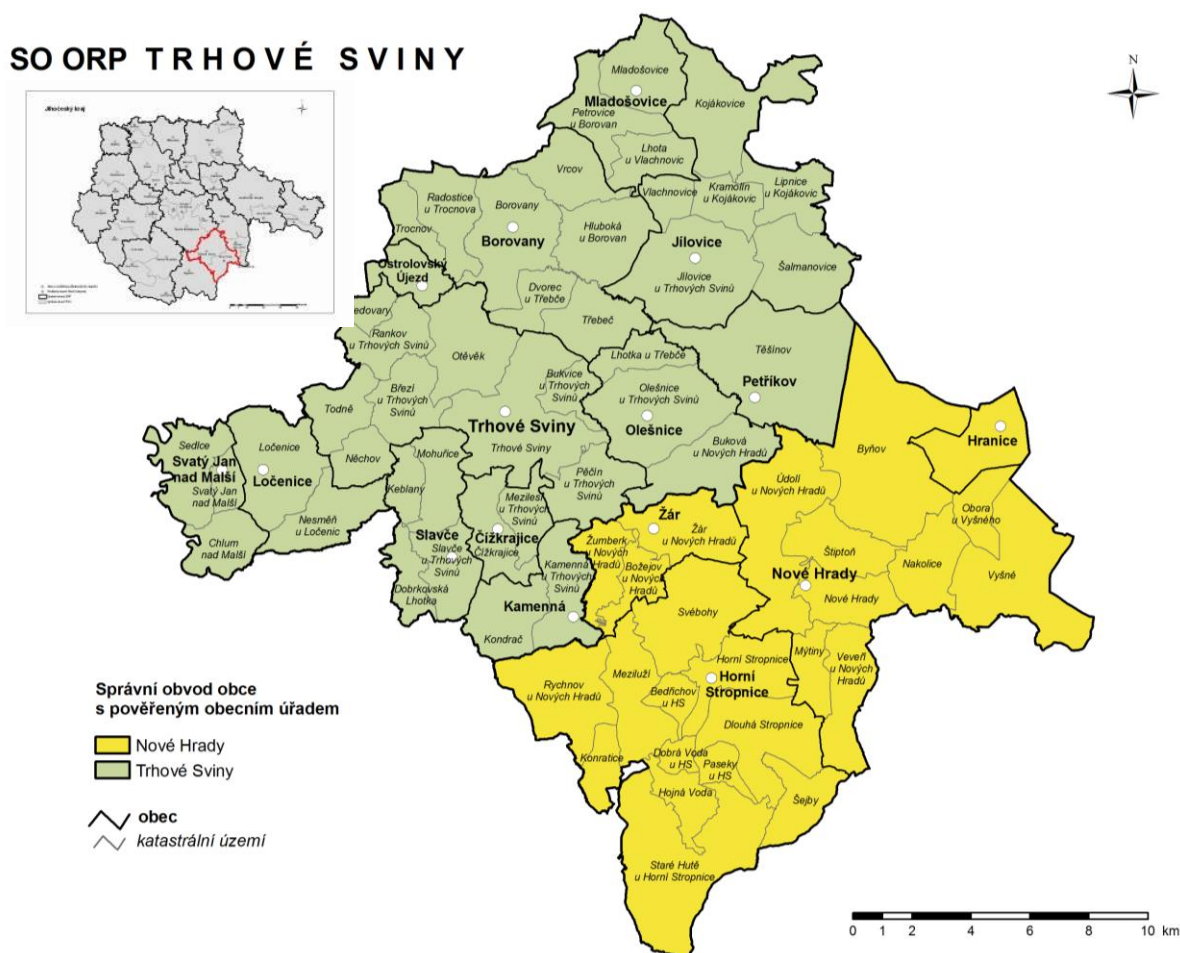 SO ORP TRHOVÉ SVINY
Jihočeský kraj
N
Mladošovice
Mladošovice
Kojákovice
Petrovice
u Borovan
Lhota
u Vlachnovic
Vrcov
Vlachnovice
Kramolín
u Kojákovic
Lipnice
u Kojákovic
Radostice
u Trocnova
Borovany
Borovany
Hluboká
u Borovan
Trocnov
Jílovice
Jílovice
u Trhových Svinů
Šalmanovice
Ostrolovský
Újezd
Dvorec
u Třebče
Třebeč
edovary
Rankov
u Trhových Svinů
Otěvěk
Lhotka u Třebče
Těšínov
Bukvice
u Trhových
Svinů
Březí
u Trhových
Svinů
Olešnice
u Trhových Svinů
Petříkov
Todně
Trhové Sviny
Trhové Sviny
Olešnice
Hranice
Sedlce
Ločenice
Mohuřice
Buková
u Nových Hradů
Byňov
Svatý Jan
nad Malší
Svatý Jan
nad Malší
Ločenice
Něchov
Keblany
Pěčín
u Trhových
Svinů
Údolí
u Nových Hradů
Mezilesí
u Trhových
Svinů
Obora
u Vyšného
Nesměň
u Ločenic
Slavče
Slavče
u Trhových
Svinů
Čížkrajice
Čížkrajice
Žár
Žár
u Nových Hradů
Žumberk
u Nových
Hradů
Chlum
nad Malší
Štiptoň
Kamenná
u Trhových
Svinů
Božejov
u Nových
Hradů
Nové Hrady
Nakolice
Vyšné
Dobrkovská
Lhotka
Nové Hrady
Kamenná
Svébohy
Kondrač
Mýtiny
Horní Stropnice
Veveří
u Nových
Hradů
Rychnov
u Nových Hradů
Meziluží
Horní
Stropnice
Bedřichov
u HS
Dlouhá Stropnice
Konratice
Dobrá Voda
u HS
Paseky
u HS
Hojná Voda
Šejby
Staré Hutě
u Horní Stropnice
Správní obvod obce
s pověřeným obecním úřadem
Nové Hrady
Trhové Sviny
obec
katastrální území
0 1 2 4 6 8 10 km